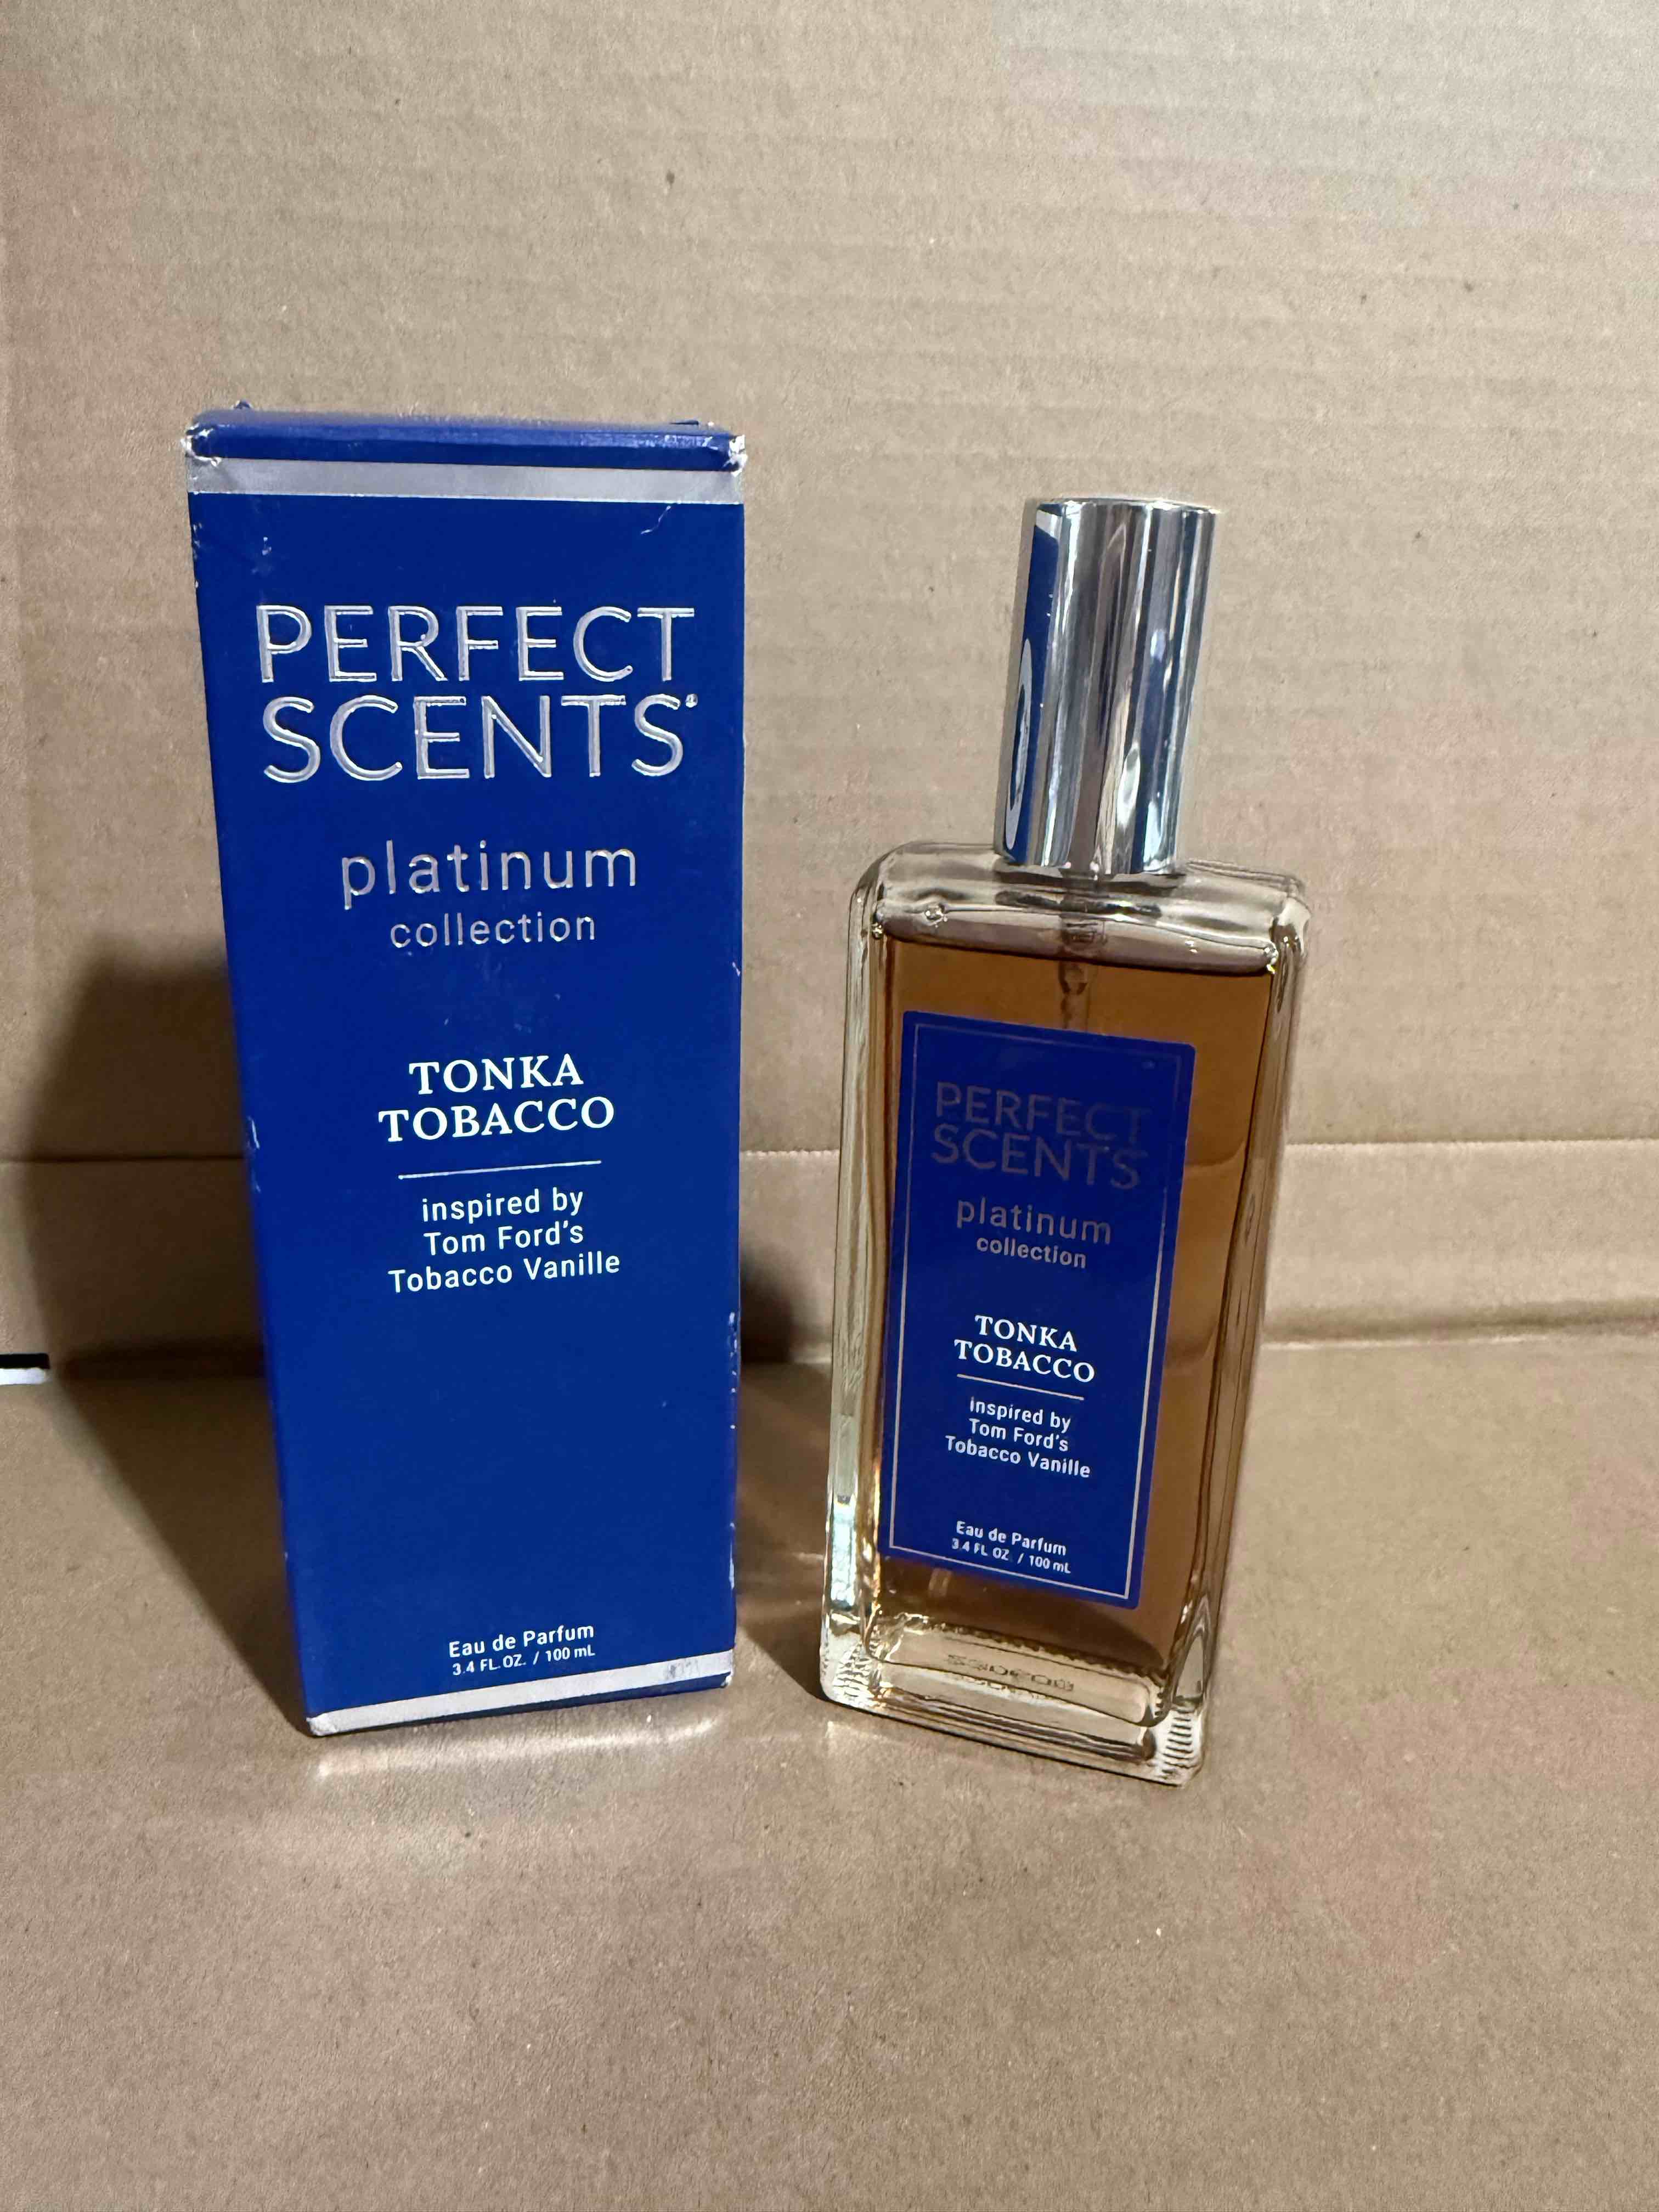 PERFECT
SCENTS®
platinum
collection
TONKA
TOBACCO
inspired by
Tom Ford's
Tobacco Vanille
Eau de Parfum
3.4 FL.OZ. / 100 mL
PERFECT
SCENTS
platinum
collection
TONKA
TOBACCO
inspired by
Tom Ford's
Tobacco Vanille
Eau de Parfum
3.4 FL OZ. / 100 mL